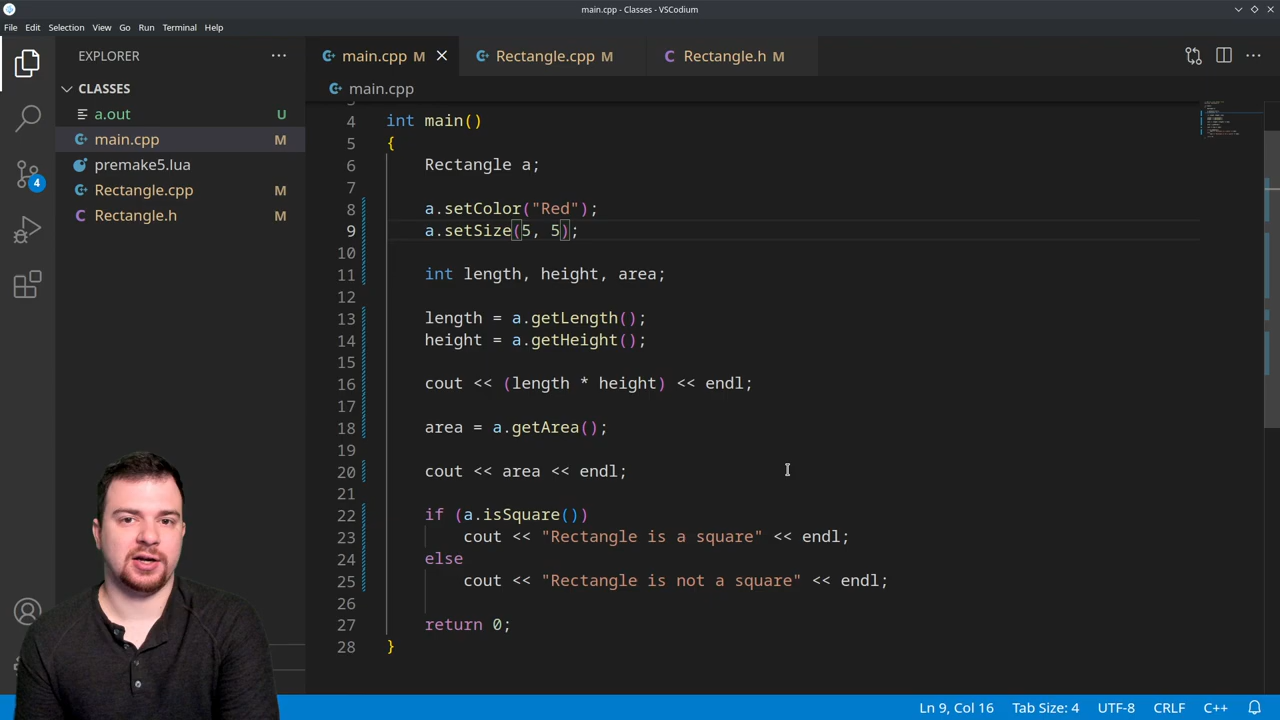 main.cpp - Classes - VSCodium
File Edit Selection View Go Run Terminal Help
EXPLORER
CLASSES
a.out U
main.cpp M
premake5.lua
Rectangle.cpp M
Rectangle.h M
4
main.cpp M
Rectangle.cpp M
C Rectangle.h M
main.cpp
4 int main()
5 {
6 Rectangle a;
7
8 a.setColor("Red");
9 a.setSize(5, 5);
10
11 int length, height, area;
12
13 length = a.getLength();
14 height = a.getHeight();
15
16 cout << (length * height) << endl;
17
18 area = a.getArea();
19
20 cout << area << endl;
21
22 if (a.isSquare())
23 cout << "Rectangle is a square" << endl;
24 else
25 cout << "Rectangle is not a square" << endl;
26
27 return 0;
28 }
Ln 9, Col 16 Tab Size: 4 UTF-8 CRLF C++